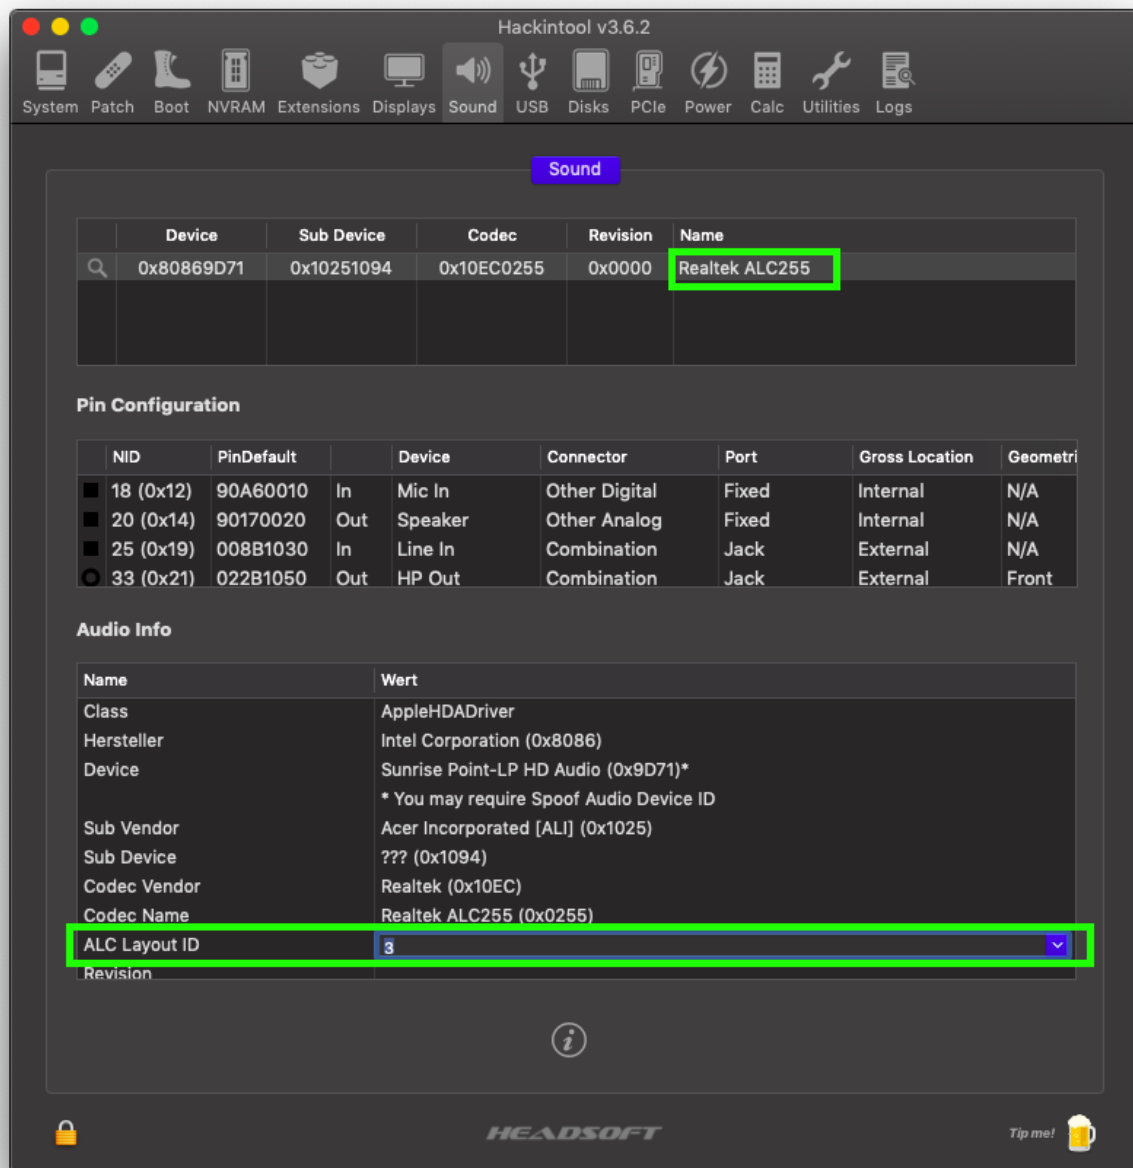 Hackintool v3.6.2
System Patch Boot NVRAM Extensions Displays Sound USB Disks PCIe Power Calc Utilities Logs
Sound
Device Sub Device Codec Revision Name
0x80869D71 0x10251094 0x10EC0255 0x0000 Realtek ALC255
Pin Configuration
NID PinDefault Device Connector Port Gross Location Geometri
18 (0x12) 90A60010 In Mic In Other Digital Fixed Internal N/A
20 (0x14) 90170020 Out Speaker Other Analog Fixed Internal N/A
25 (0x19) 008B1030 In Line In Combination Jack External N/A
33 (0x21) 022B1050 Out HP Out Combination Jack External Front
Audio Info
Name Wert
Class AppleHDADriver
Hersteller Intel Corporation (0x8086)
Device Sunrise Point-LP HD Audio (0x9D71)*
* You may require Spoof Audio Device ID
Sub Vendor Acer Incorporated [ALI] (0x1025)
Sub Device ??? (0x1094)
Codec Vendor Realtek (0x10EC)
Codec Name Realtek ALC255 (0x0255)
ALC Layout ID 3
Revision
HEADSOFT
Tip me!